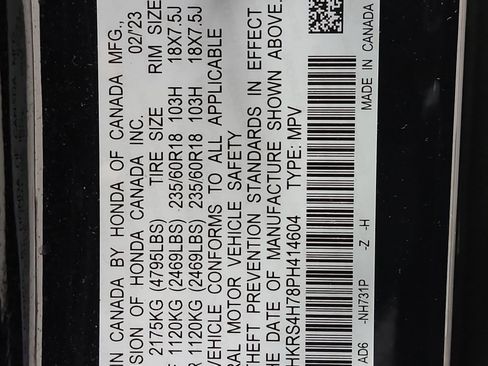 IN CANADA BY HONDA OF CANADA MFG.,
SION OF HONDA CANADA INC. 02/'23
2175KG (4795LBS) TIRE SIZE RIM SIZE
1120KG (2469LBS) 235/60R18 103H 18X7.5J
1120KG (2469LBS) 235/60R18 103H 18X7.5J
VEHICLE CONFORMS TO ALL APPLICABLE
RAL MOTOR VEHICLE SAFETY
THEFT PREVENTION STANDARDS IN EFFECT
HE DATE OF MANUFACTURE SHOWN ABOVE.
HKRS4H78PH414604 TYPE: MPV
AD6 -NH731P -Z -H MADE IN CANADA